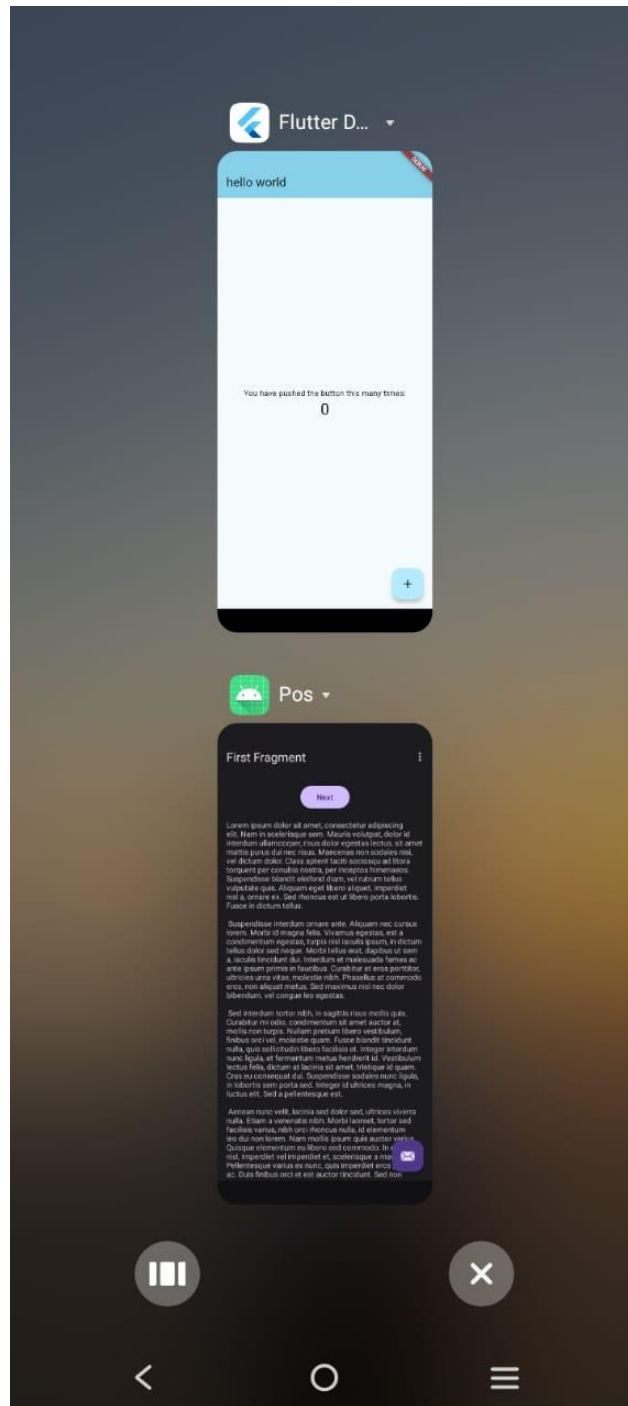 Flutter D...
DEBUG
hello world
You have pushed the button this many times:
0
+
Pos
First Fragment
Next
Lorem ipsum dolor sit amet, consectetur adipiscing
elit. Nam in scelerisque sem. Mauris volutpat, dolor id
interdum ullamcorper, risus dolor egestas lectus, sit amet
mattis purus dui nec risus. Maecenas non sodales nisi,
vel dictum dolor. Class aptent taciti sociosqu ad litora
torquent per conubia nostra, per inceptos himenaeos.
Suspendisse blandit eleifend diam, vel rutrum tellus
vulputate quis. Aliquam eget libero aliquet, imperdiet
nisl a, ornare ex. Sed rhoncus est ut libero porta lobortis.
Fusce in dictum tellus.
Suspendisse interdum ornare ante. Aliquam nec cursus
lorem. Morbi id magna felis. Vivamus egestas, est a
condimentum egestas, turpis nisl iaculis ipsum, in dictum
tellus dolor sed neque. Morbi tellus erat, dapibus ut sem
a, iaculis tincidunt dui. Interdum et malesuada fames ac
ante ipsum primis in faucibus. Curabitur et eros porttitor,
ultricies urna vitae, molestie nibh. Phasellus at commodo
eros, non aliquet metus. Sed maximus nisl nec dolor
bibendum, vel congue leo egestas.
Sed interdum tortor nibh, in sagittis risus mollis quis.
Curabitur mi odio, condimentum sit amet auctor at,
mollis non turpis. Nullam pretium libero vestibulum,
finibus orci vel, molestie quam. Fusce blandit tincidunt
nulla, quis sollicitudin libero facilisis et. Integer interdum
nunc ligula, et fermentum metus hendrerit id. Vestibulum
lectus felis, dictum at lacinia sit amet, tristique id quam.
Cras eu consequat dui. Suspendisse sodales nunc ligula,
in lobortis sem porta sed. Integer id ultrices magna, in
luctus elit. Sed a pellentesque est.
Aenean nunc velit, lacinia sed dolor sed, ultrices viverra
nulla. Etiam a venenatis nibh. Morbi laoreet, tortor sed
facilisis varius, nibh orci rhoncus nulla, id elementum
leo dui non lorem. Nam mollis ipsum quis auctor varius.
Quisque elementum eu libero sed commodo. In
nisl, imperdiet vel imperdiet et, scelerisque a
Pellentesque varius ex nunc, quis imperdiet eros
ac. Duis finibus orci et est auctor tincidunt. Sed non